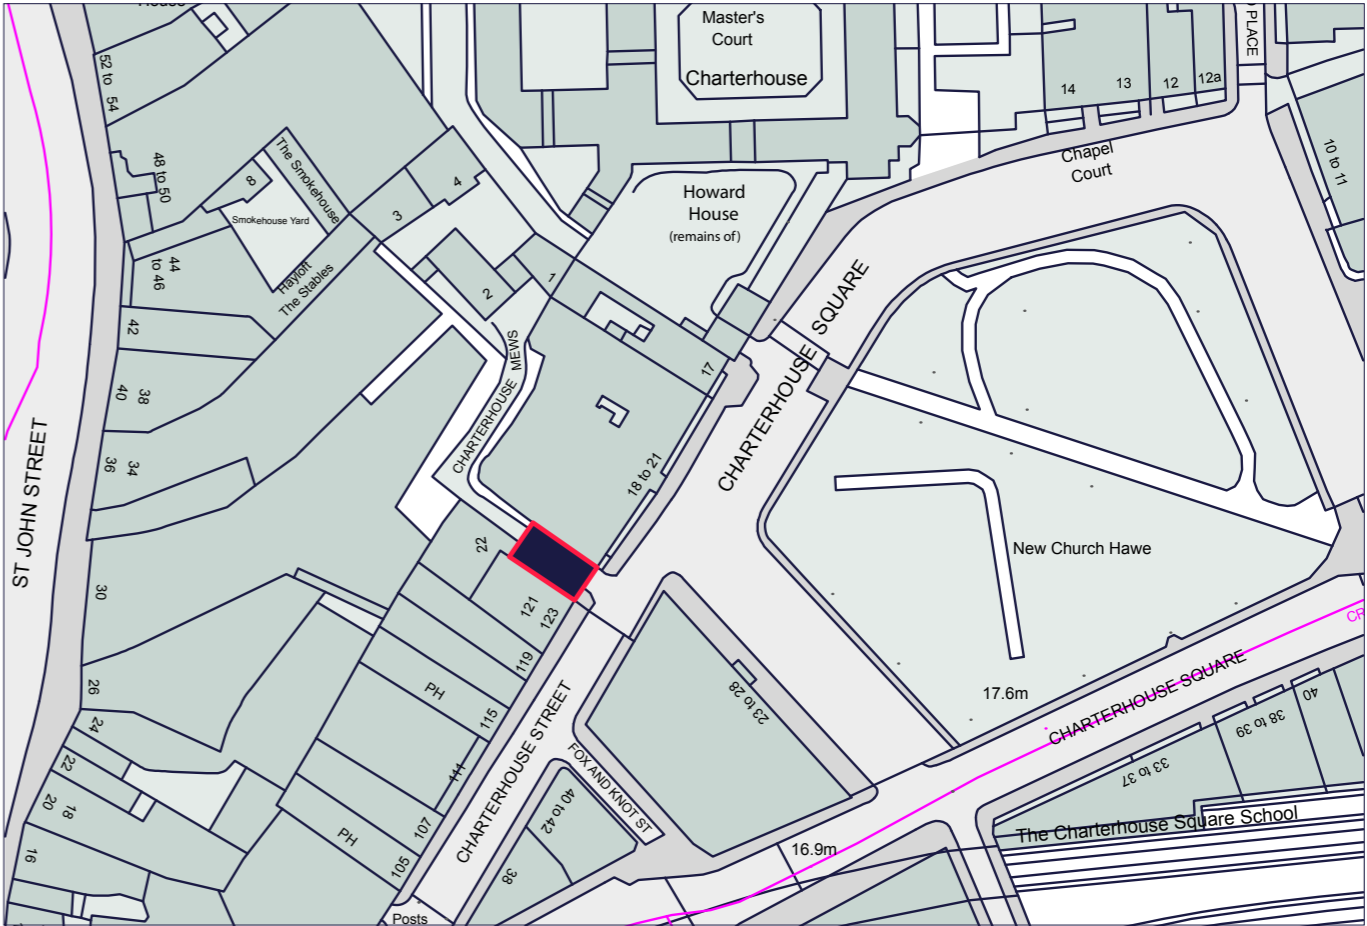 House
Master's
Court
Charterhouse
PLACE
14
13
12
12a
52 to
54
48 to 50
The Smokehouse
8
Smokehouse Yard
3
4
Chapel
Court
10 to 11
Howard
House
(remains of)
44
to 46
Hayloft
The Stables
1
2
42
CHARTERHOUSE SQUARE
CHARTERHOUSE MEWS
17
40
38
36
34
18 to 21
ST JOHN STREET
22
New Church Hawe
30
121
123
119
26
PH
115
23 to 28
17.6m
CHARTERHOUSE SQUARE
CR
24
22
111
CHARTERHOUSE STREET
FOX AND KNOT ST
40
38 to 39
33 to 37
20
18
107
PH
40 to 42
The Charterhouse Square School
16
105
38
16.9m
Posts